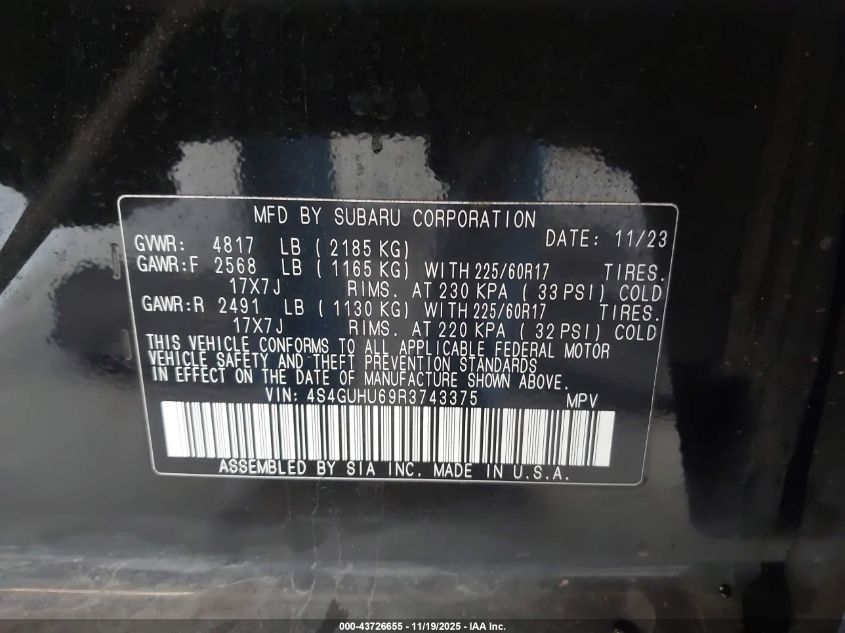 MFD BY SUBARU CORPORATION
GVWR: 4817 LB ( 2185 KG) DATE: 11/23
GAWR:F 2568 LB ( 1165 KG) WITH 225/60R17 TIRES.
17X7J RIMS. AT 230 KPA ( 33 PSI) COLD
GAWR:R 2491 LB ( 1130 KG) WITH 225/60R17 TIRES.
17X7J RIMS. AT 220 KPA ( 32 PSI) COLD
THIS VEHICLE CONFORMS TO ALL APPLICABLE FEDERAL MOTOR
VEHICLE SAFETY AND THEFT PREVENTION STANDARDS
IN EFFECT ON THE DATE OF MANUFACTURE SHOWN ABOVE.
VIN: 4S4GUHU69R3743375 MPV
ASSEMBLED BY SIA INC. MADE IN U.S.A.
000-43726655 - 11/19/2025 - IAA Inc.